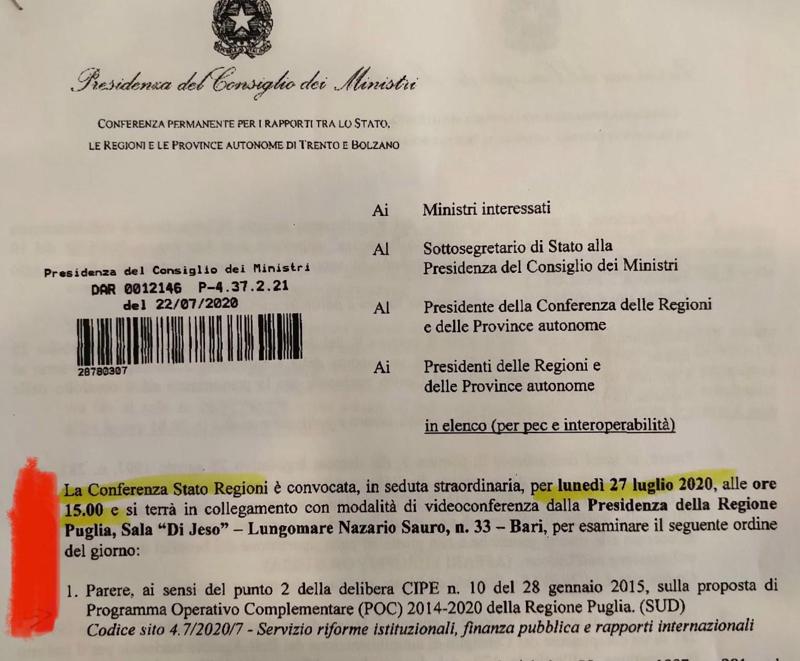 Presidenza del Consiglio dei Ministri
CONFERENZA PERMANENTE PER I RAPPORTI TRA LO STATO,
LE REGIONI E LE PROVINCE AUTONOME DI TRENTO E BOLZANO
Ai Ministri interessati
Al Sottosegretario di Stato alla
Presidenza del Consiglio dei Ministri
Al Presidente della Conferenza delle Regioni
e delle Province autonome
Ai Presidenti delle Regioni e
delle Province autonome
in elenco (per pec e interoperabilità)
Presidenza del Consiglio dei Ministri
DAR 0012146 P-4.37.2.21
del 22/07/2020
28780307
La Conferenza Stato Regioni è convocata, in seduta straordinaria, per lunedì 27 luglio 2020, alle ore
15.00 e si terrà in collegamento con modalità di videoconferenza dalla Presidenza della Regione
Puglia, Sala “Di Jeso” – Lungomare Nazario Sauro, n. 33 – Bari, per esaminare il seguente ordine
del giorno:
1. Parere, ai sensi del punto 2 della delibera CIPE n. 10 del 28 gennaio 2015, sulla proposta di
Programma Operativo Complementare (POC) 2014-2020 della Regione Puglia. (SUD)
Codice sito 4.7/2020/7 - Servizio riforme istituzionali, finanza pubblica e rapporti internazionali